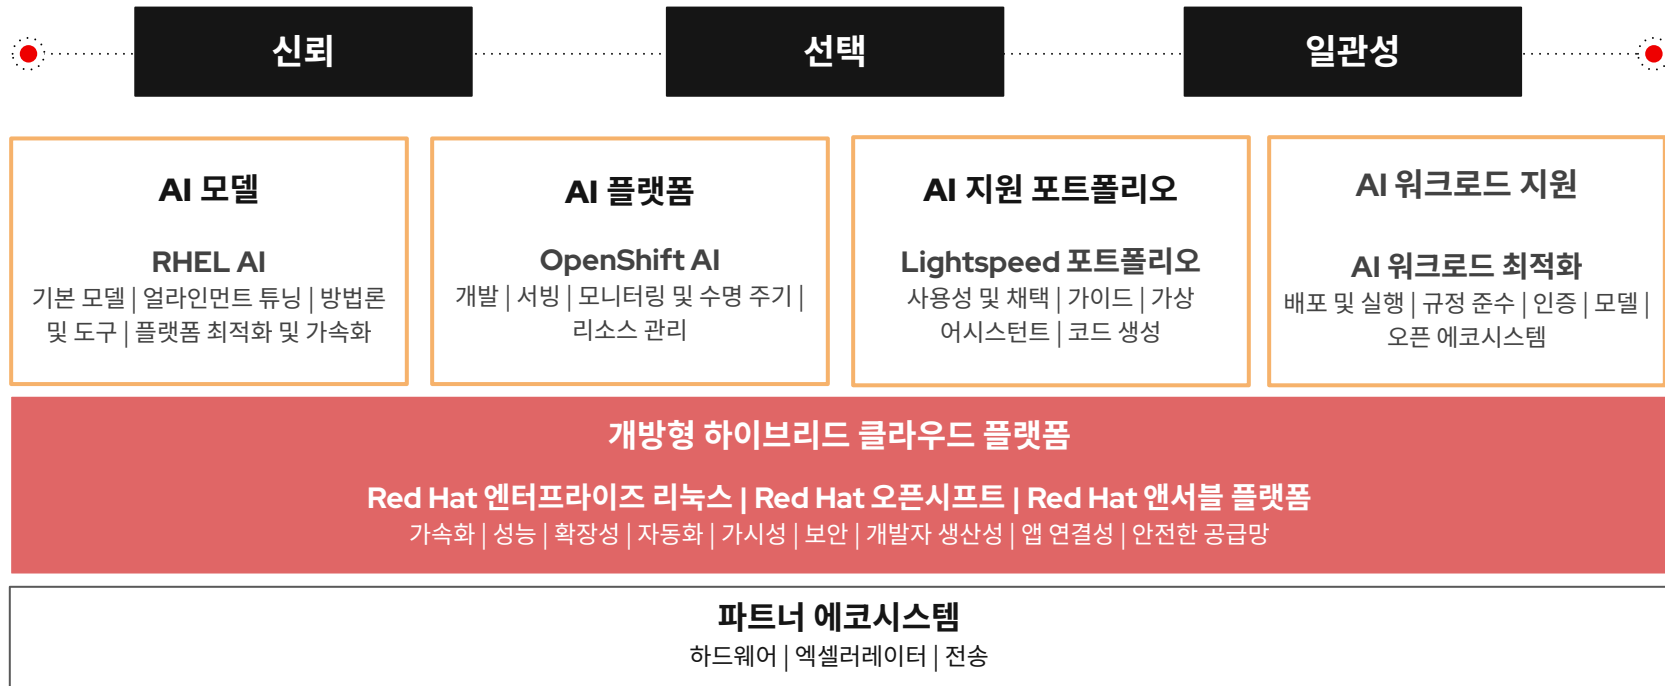 신뢰
선택
일관성
AI 모델
RHEL AI
기본 모델 | 얼라인먼트 튜닝 | 방법론
및 도구 | 플랫폼 최적화 및 가속화
AI 플랫폼
OpenShift AI
개발 | 서빙 | 모니터링 및 수명 주기 |
리소스 관리
AI 지원 포트폴리오
Lightspeed 포트폴리오
사용성 및 채택 | 가이드 | 가상
어시스턴트 | 코드 생성
AI 워크로드 지원
AI 워크로드 최적화
배포 및 실행 | 규정 준수 | 인증 | 모델 |
오픈 에코시스템
개방형 하이브리드 클라우드 플랫폼
Red Hat 엔터프라이즈 리눅스 | Red Hat 오픈시프트 | Red Hat 앤서블 플랫폼
가속화 | 성능 | 확장성 | 자동화 | 가시성 | 보안 | 개발자 생산성 | 앱 연결성 | 안전한 공급망
파트너 에코시스템
하드웨어 | 엑셀러레이터 | 전송